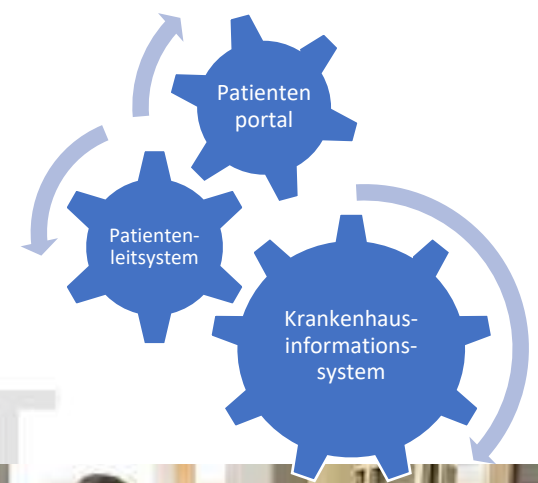 Patienten
portal
Patienten-
leitsystem
Krankenhaus-
informations-
system